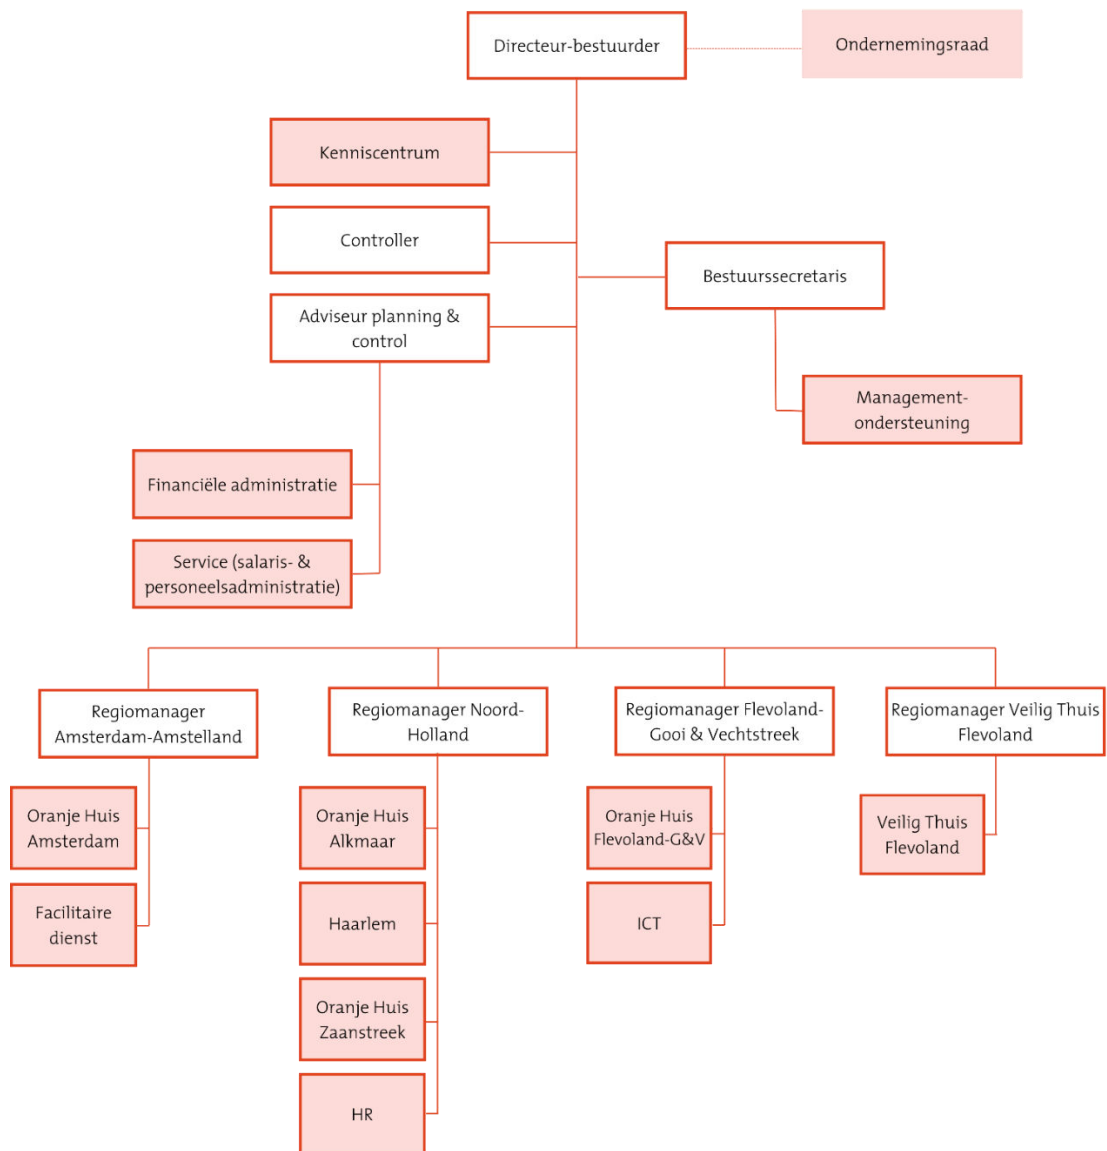 Directeur-bestuurder
Ondernemingsraad
Kenniscentrum
Controller
Bestuurssecretaris
Adviseur planning &
control
Management-
ondersteuning
Financiële administratie
Service (salaris- &
personeelsadministratie)
Regiomanager
Amsterdam-Amstelland
Regiomanager Noord-
Holland
Regiomanager Flevoland-
Gooi & Vechtstreek
Regiomanager Veilig Thuis
Flevoland
Oranje Huis
Amsterdam
Oranje Huis
Alkmaar
Oranje Huis
Flevoland-G&V
Veilig Thuis
Flevoland
Facilitaire
dienst
Haarlem
ICT
Oranje Huis
Zaanstreek
HR